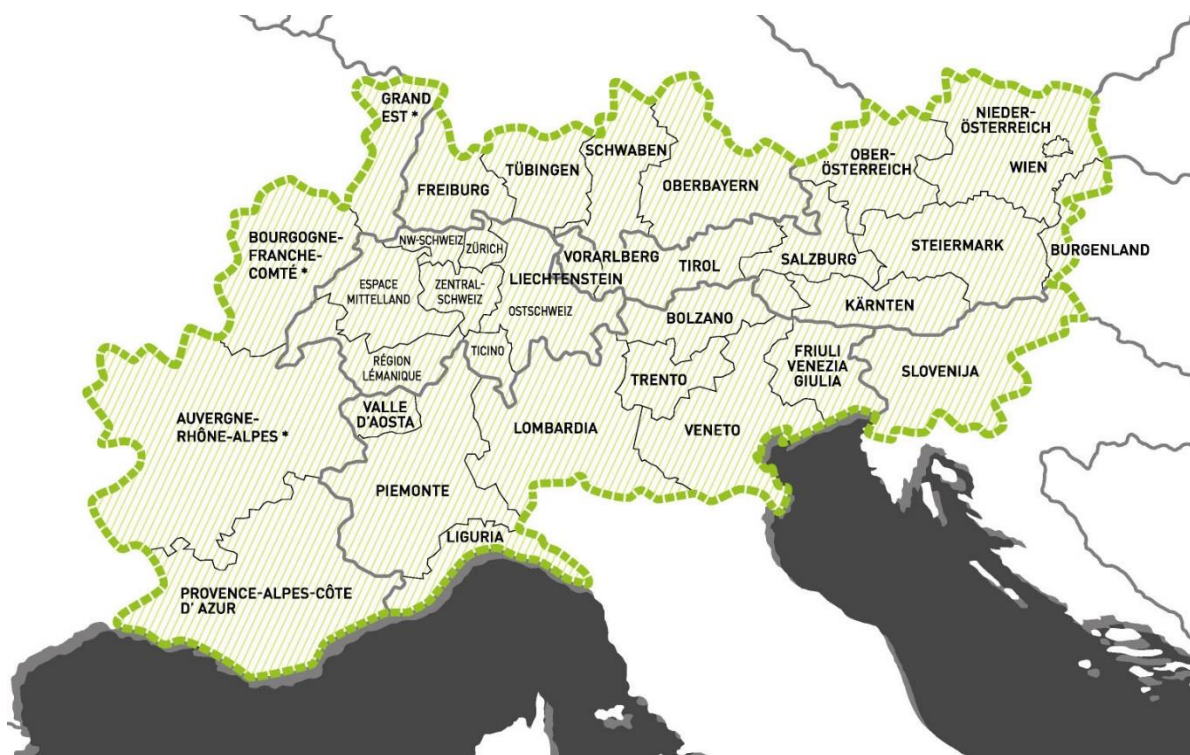 GRAND
EST *
NIEDER-
ÖSTERREICH
SCHWABEN
OBER-
ÖSTERREICH
TÜBINGEN
WIEN
FREIBURG
OBERBAYERN
BOURGOGNE-
FRANCHE-
COMTÉ *
NW-SCHWEIZ
ZÜRICH
VORARLBERG
TIROL
SALZBURG
STEIERMARK
BURGENLAND
LIECHTENSTEIN
ESPACE
MITTELLAND
ZENTRAL-
SCHWEIZ
OSTSCHWEIZ
BOLZANO
KÄRNTEN
TICINO
RÉGION
LÉMANIQUE
TRENTO
FRIULI
VENEZIA
GIULIA
SLOVENIJA
VALLE
D'AOSTA
AUVERGNE-
RHÔNE-ALPES *
LOMBARDIA
VENETO
PIEMONTE
LIGURIA
PROVENCE-ALPES-CÔTE
D' AZUR